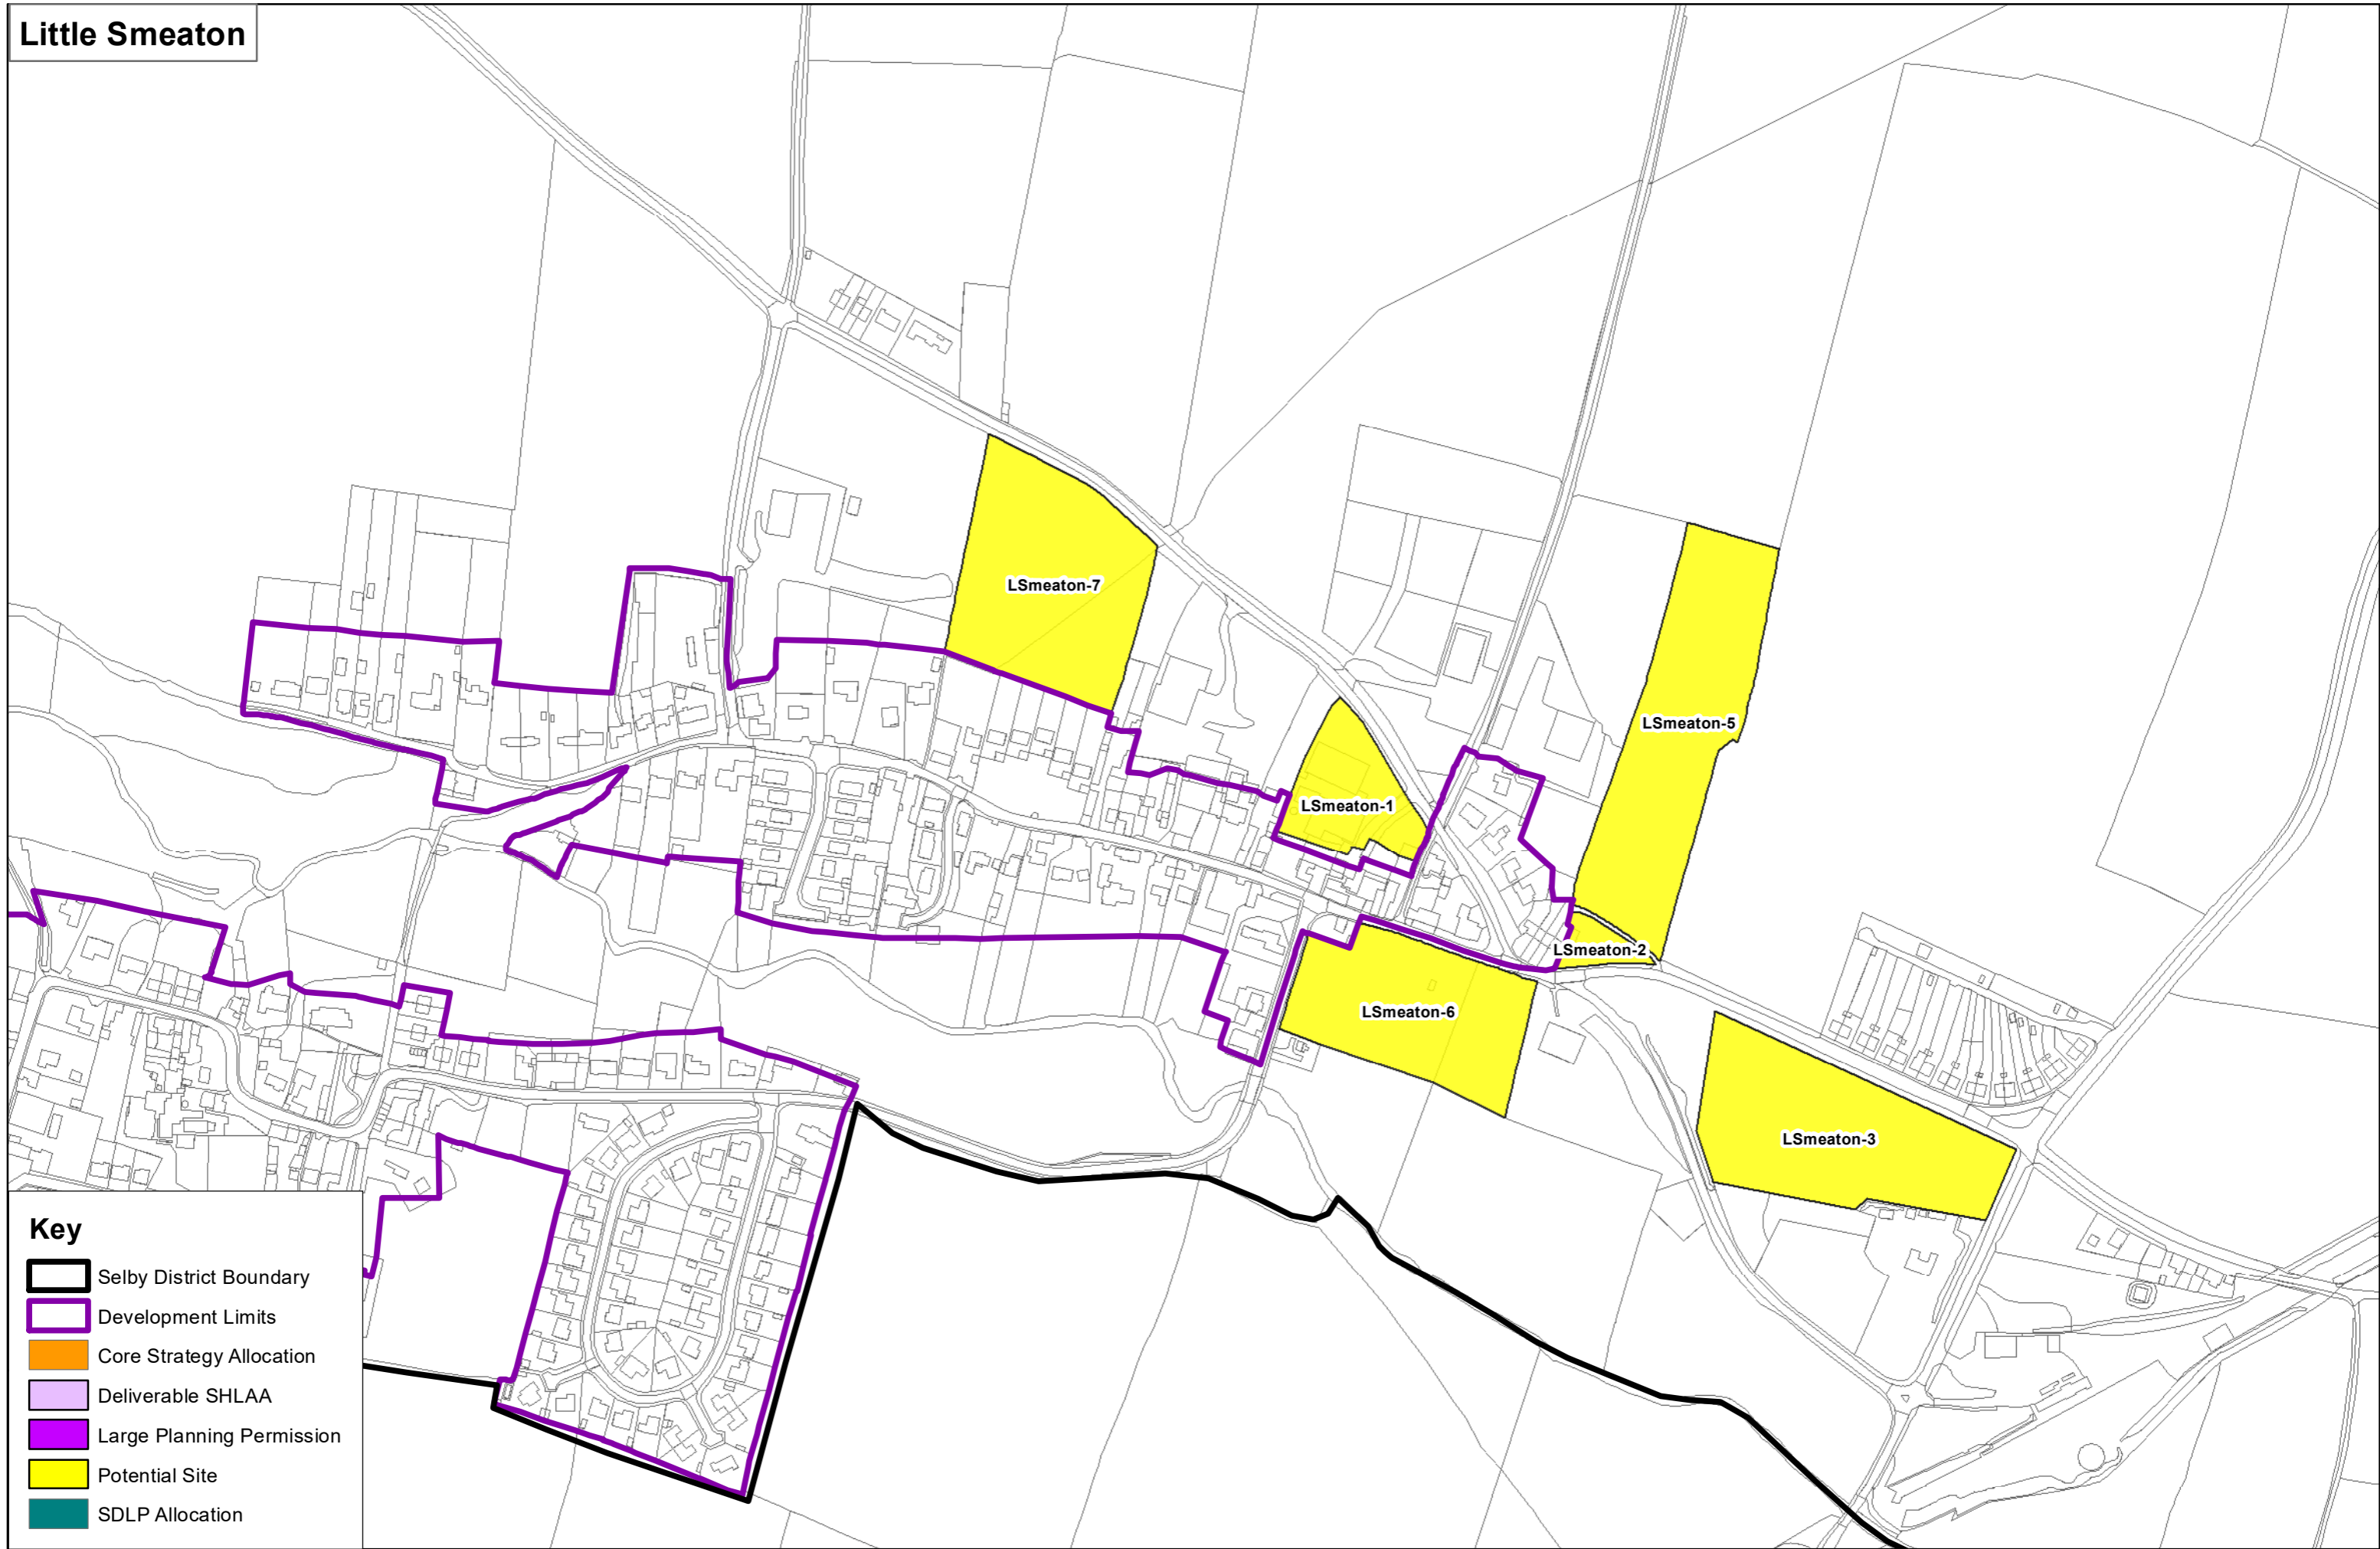 Little Smeaton
LSmeaton-7
LSmeaton-5
LSmeaton-1
LSmeaton-2
LSmeaton-6
LSmeaton-3
Key
Selby District Boundary
Development Limits
Core Strategy Allocation
Deliverable SHLAA
Large Planning Permission
Potential Site
SDLP Allocation